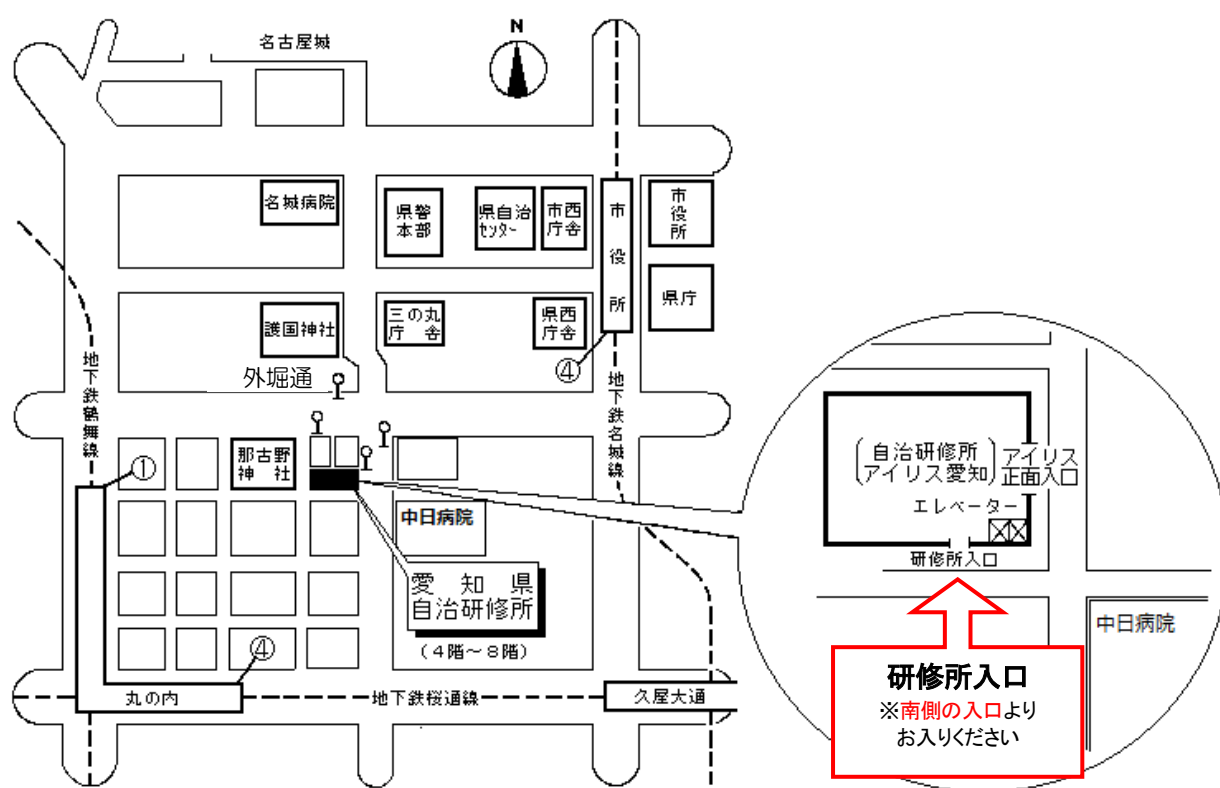 名古屋城
N
名城病院
県警
本部
県自治
センター
市西
庁舎
市役所
市役所
県庁
護国神社
三の丸
庁舎
県西
庁舎
④
外堀通
地下鉄鶴舞線
地下鉄名城線
①
那古野
神社
中日病院
愛知県
自治研修所
(4階~8階)
④
丸の内
地下鉄桜通線
久屋大通
自治研修所
アイリス愛知
アイリス
正面入口
エレベーター
研修所入口
中日病院
研修所入口
※南側の入口より
お入りください